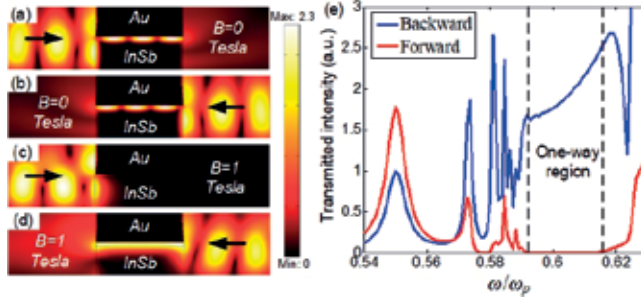 (a)
Au
InSb
B=0
Tesla
(b)
B=0
Tesla
Au
InSb
(c)
Au
InSb
B=1
Tesla
(d)
B=1
Tesla
Au
InSb
Max: 2.3
Min: 0
(e)
Backward
Forward
One-way
region
Transmitted intensity (a.u.)
3
2.5
2
1.5
1
0.5
0
0.54
0.56
0.58
0.6
0.62
ω/ωp